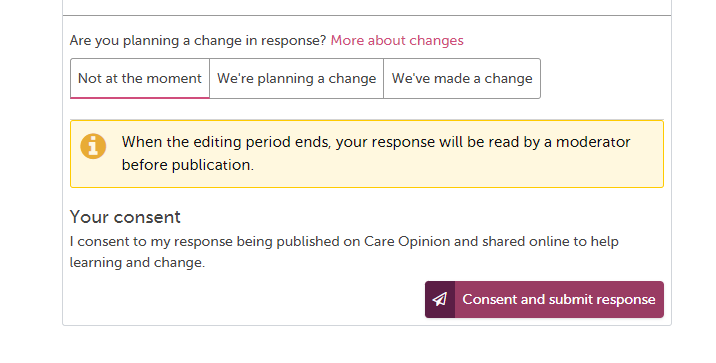 Are you planning a change in response? More about changes
Not at the moment We're planning a change We've made a change
When the editing period ends, your response will be read by a moderator
before publication.
Your consent
I consent to my response being published on Care Opinion and shared online to help
learning and change.
Consent and submit response